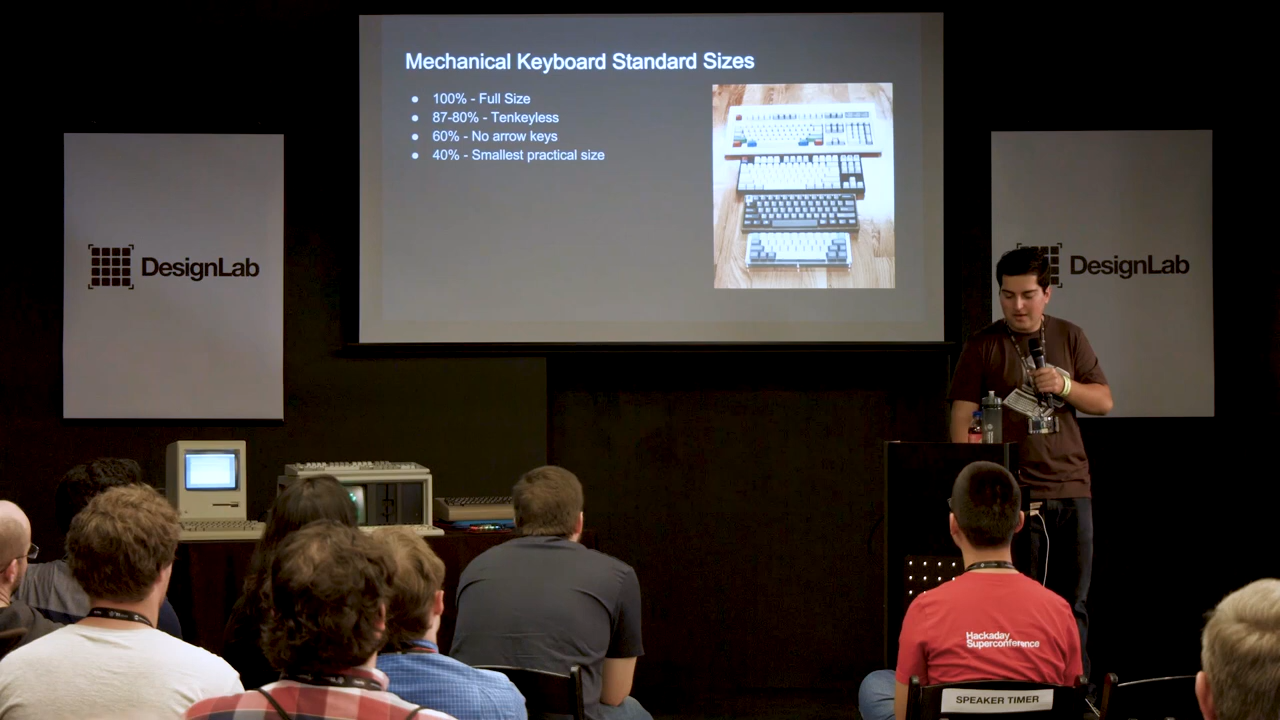 Mechanical Keyboard Standard Sizes
● 100% - Full Size
● 87-80% - Tenkeyless
● 60% - No arrow keys
● 40% - Smallest practical size
DesignLab
DesignLab
Hackaday
Superconference
SPEAKER TIMER